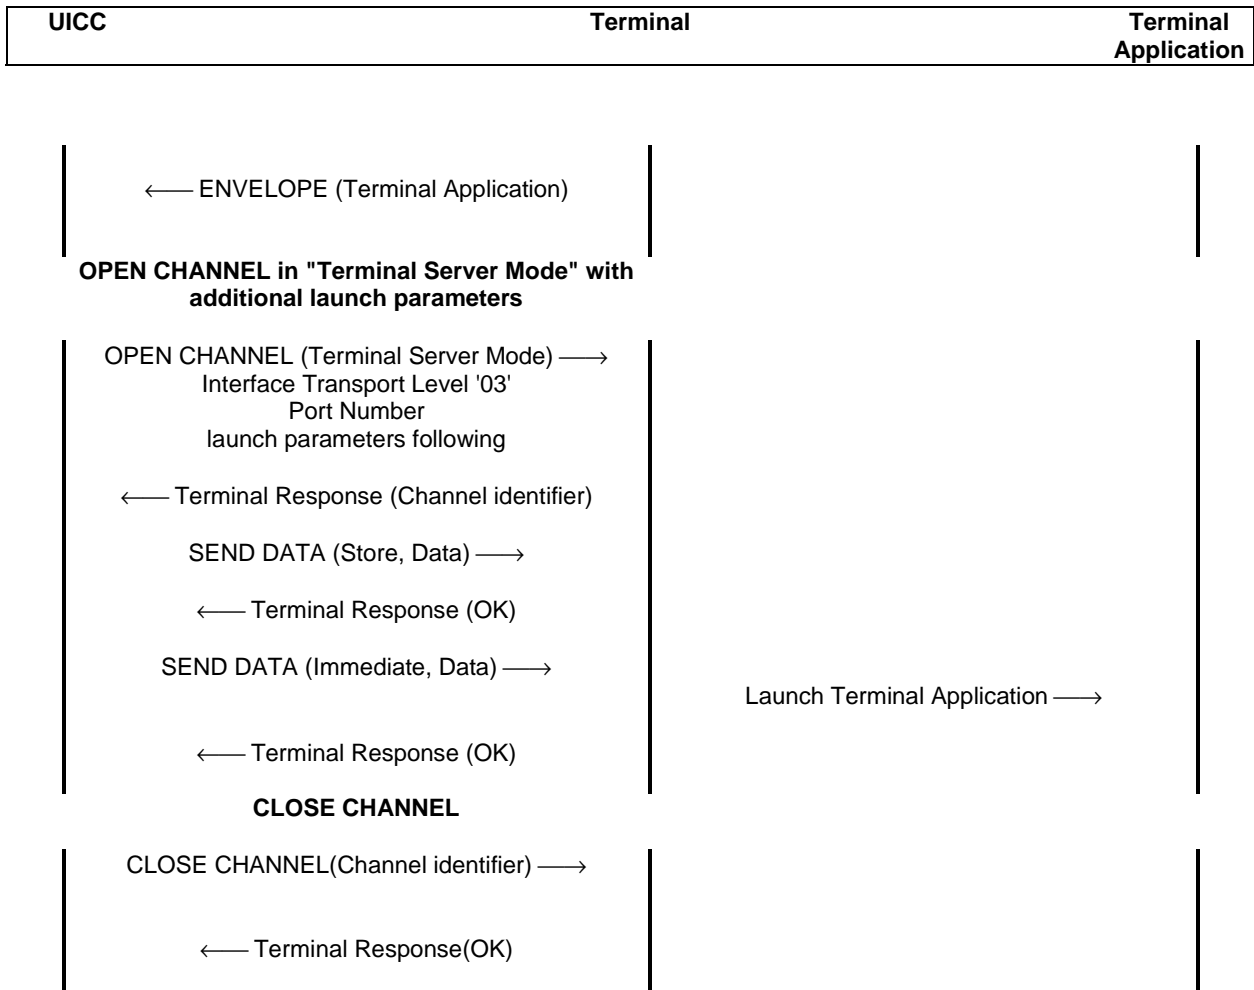 UICC Terminal Terminal
Application
←── ENVELOPE (Terminal Application)
OPEN CHANNEL in "Terminal Server Mode" with
additional launch parameters
OPEN CHANNEL (Terminal Server Mode) ──→
Interface Transport Level '03'
Port Number
launch parameters following
←── Terminal Response (Channel identifier)
SEND DATA (Store, Data) ──→
←── Terminal Response (OK)
SEND DATA (Immediate, Data) ──→
Launch Terminal Application ──→
←── Terminal Response (OK)
CLOSE CHANNEL
CLOSE CHANNEL(Channel identifier) ──→
←── Terminal Response(OK)